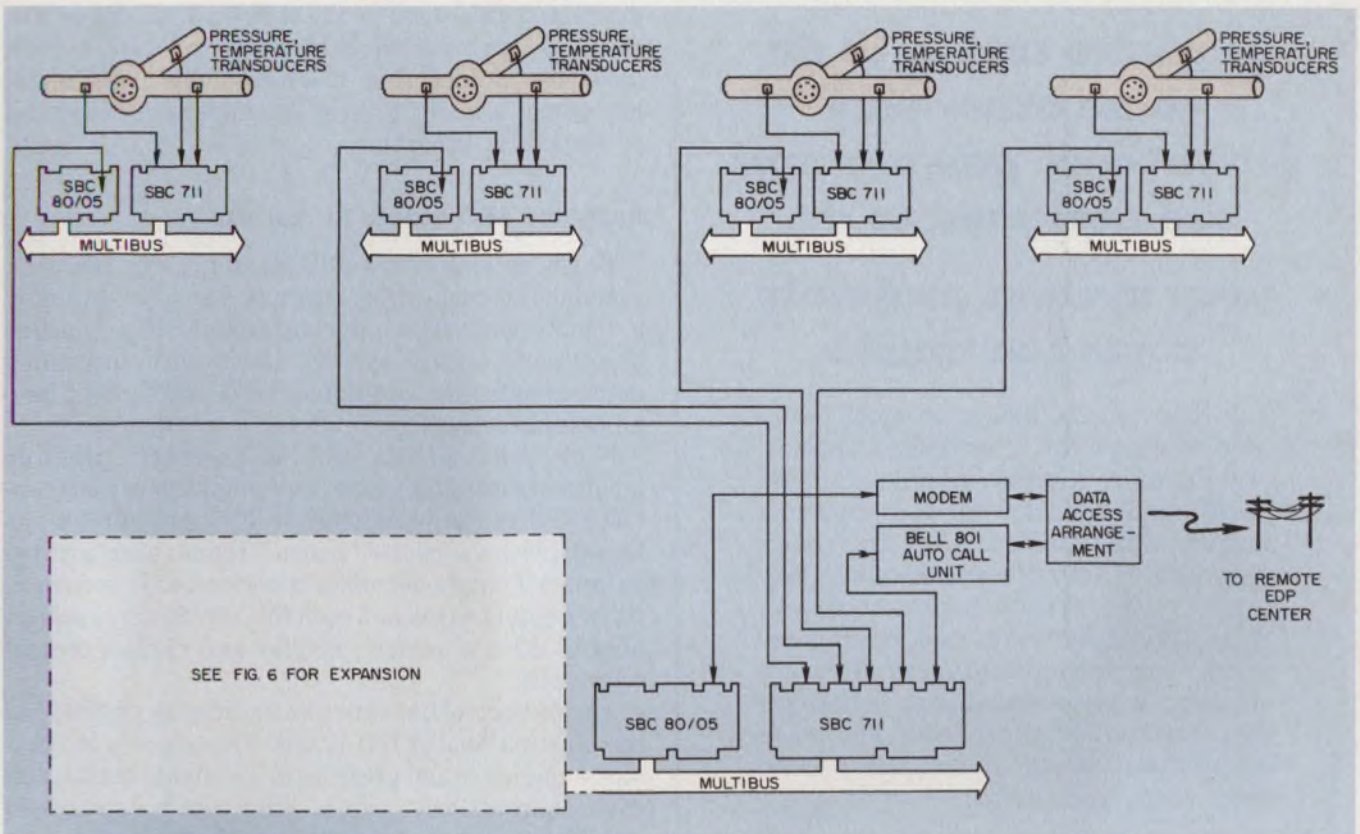 PRESSURE,
TEMPERATURE
TRANSDUCERS
PRESSURE,
TEMPERATURE
TRANSDUCERS
PRESSURE,
TEMPERATURE
TRANSDUCERS
PRESSURE,
TEMPERATURE
TRANSDUCERS
SBC
80/05
SBC 711
MULTIBUS
SBC
80/05
SBC 711
MULTIBUS
SBC
80/05
SBC 711
MULTIBUS
SBC
80/05
SBC 711
MULTIBUS
MODEM
BELL 801
AUTO CALL
UNIT
DATA
ACCESS
ARRANGE-
MENT
TO REMOTE
EDP
CENTER
SEE FIG 6 FOR EXPANSION
SBC 80/05
SBC 711
MULTIBUS